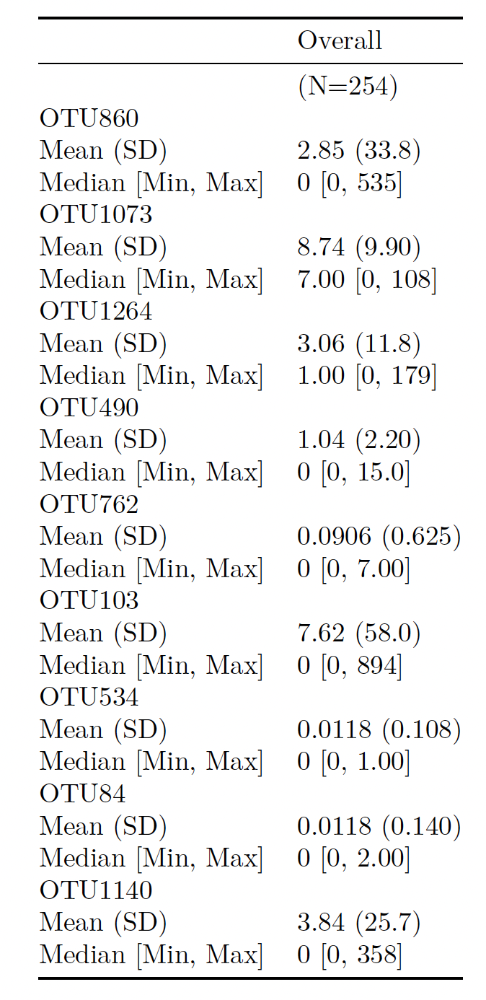 Overall
(N=254)
OTU860
Mean (SD) 2.85 (33.8)
Median [Min, Max] 0 [0, 535]
OTU1073
Mean (SD) 8.74 (9.90)
Median [Min, Max] 7.00 [0, 108]
OTU1264
Mean (SD) 3.06 (11.8)
Median [Min, Max] 1.00 [0, 179]
OTU490
Mean (SD) 1.04 (2.20)
Median [Min, Max] 0 [0, 15.0]
OTU762
Mean (SD) 0.0906 (0.625)
Median [Min, Max] 0 [0, 7.00]
OTU103
Mean (SD) 7.62 (58.0)
Median [Min, Max] 0 [0, 894]
OTU534
Mean (SD) 0.0118 (0.108)
Median [Min, Max] 0 [0, 1.00]
OTU84
Mean (SD) 0.0118 (0.140)
Median [Min, Max] 0 [0, 2.00]
OTU1140
Mean (SD) 3.84 (25.7)
Median [Min, Max] 0 [0, 358]